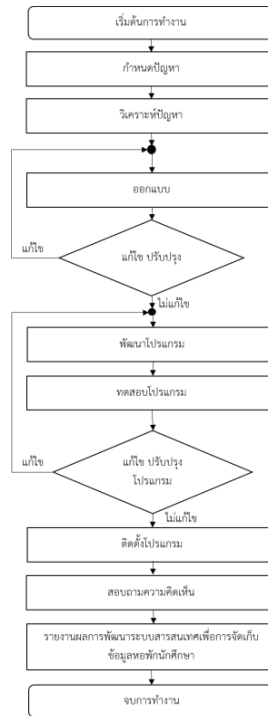 เริ่มต้นการทำงาน
กำหนดปัญหา
วิเคราะห์ปัญหา
ออกแบบ
แก้ไข
แก้ไข ปรับปรุง
ไม่แก้ไข
พัฒนาโปรแกรม
ทดสอบโปรแกรม
แก้ไข
แก้ไข ปรับปรุง
โปรแกรม
ไม่แก้ไข
ติดตั้งโปรแกรม
สอบถามความคิดเห็น
รายงานผลการพัฒนาระบบสารสนเทศเพื่อการจัดเก็บ
ข้อมูลหอพักนักศึกษา
จบการทำงาน